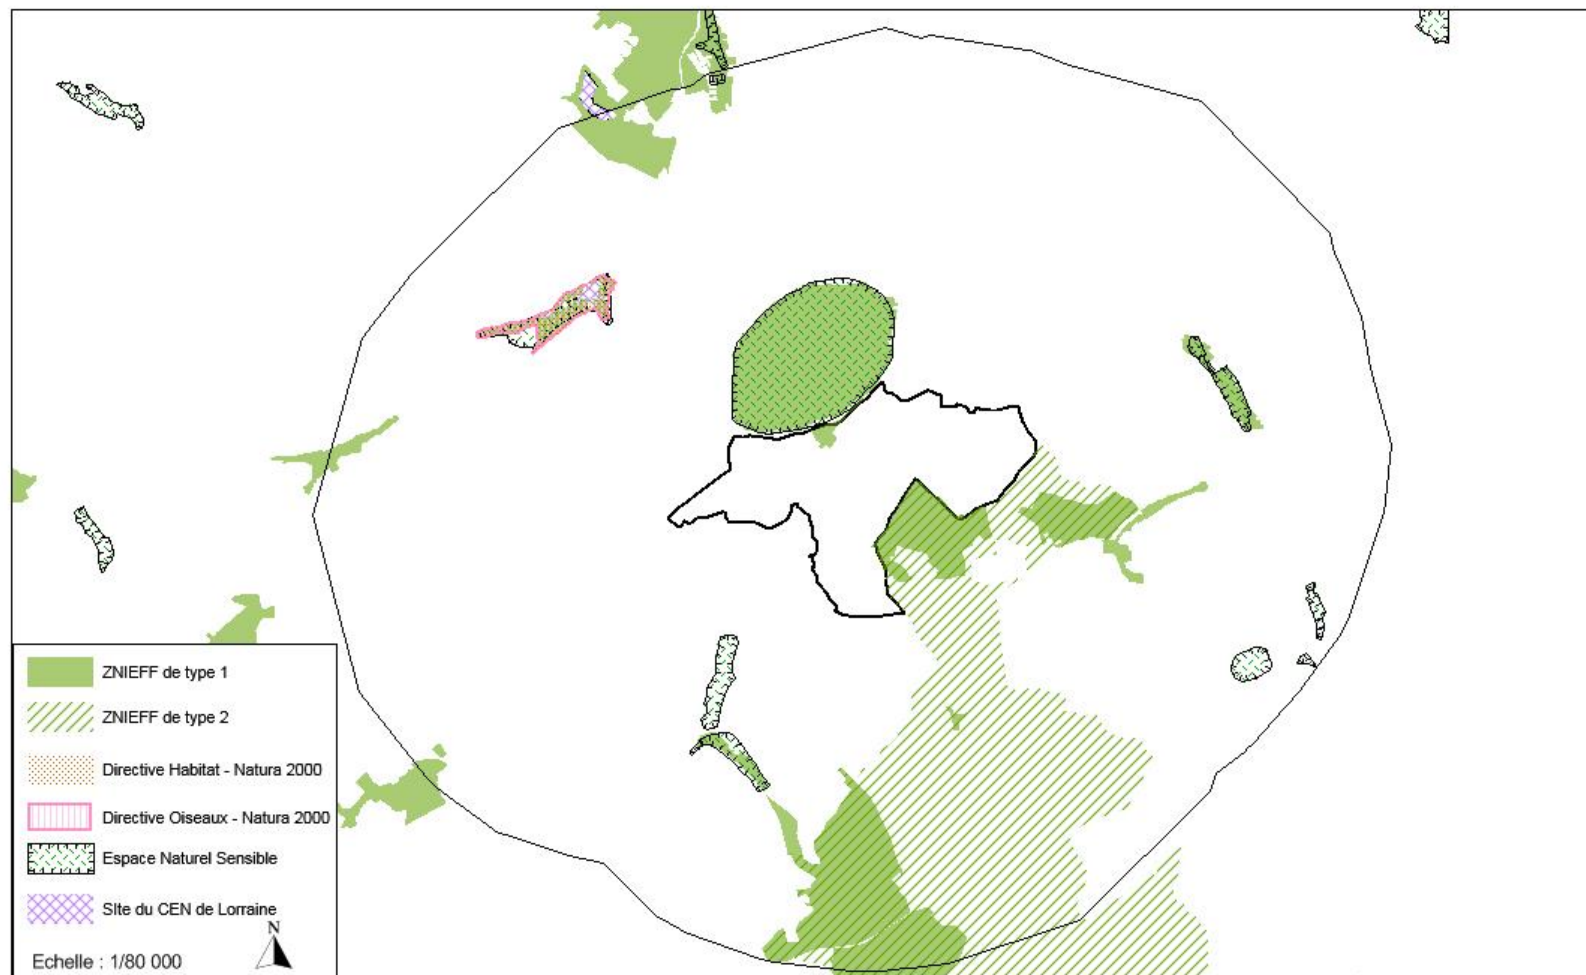 ZNIEFF de type 1
ZNIEFF de type 2
Directive Habitat - Natura 2000
Directive Oiseaux - Natura 2000
Espace Naturel Sensible
SIte du CEN de Lorraine
N
Echelle : 1/80 000